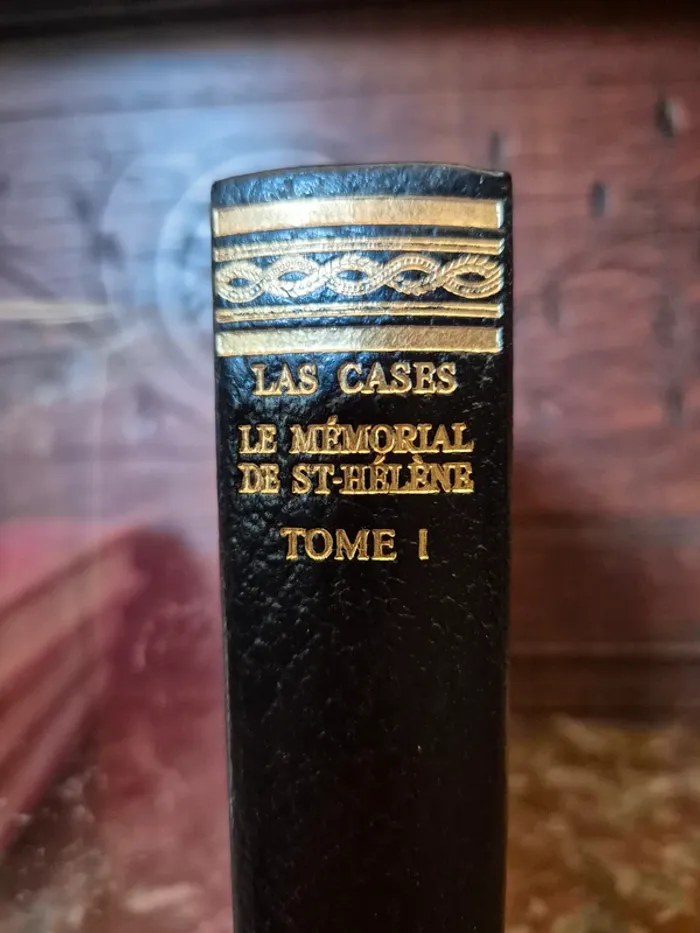 LAS CASES
LE MÉMORIAL
DE ST-HÉLÈNE
TOME I